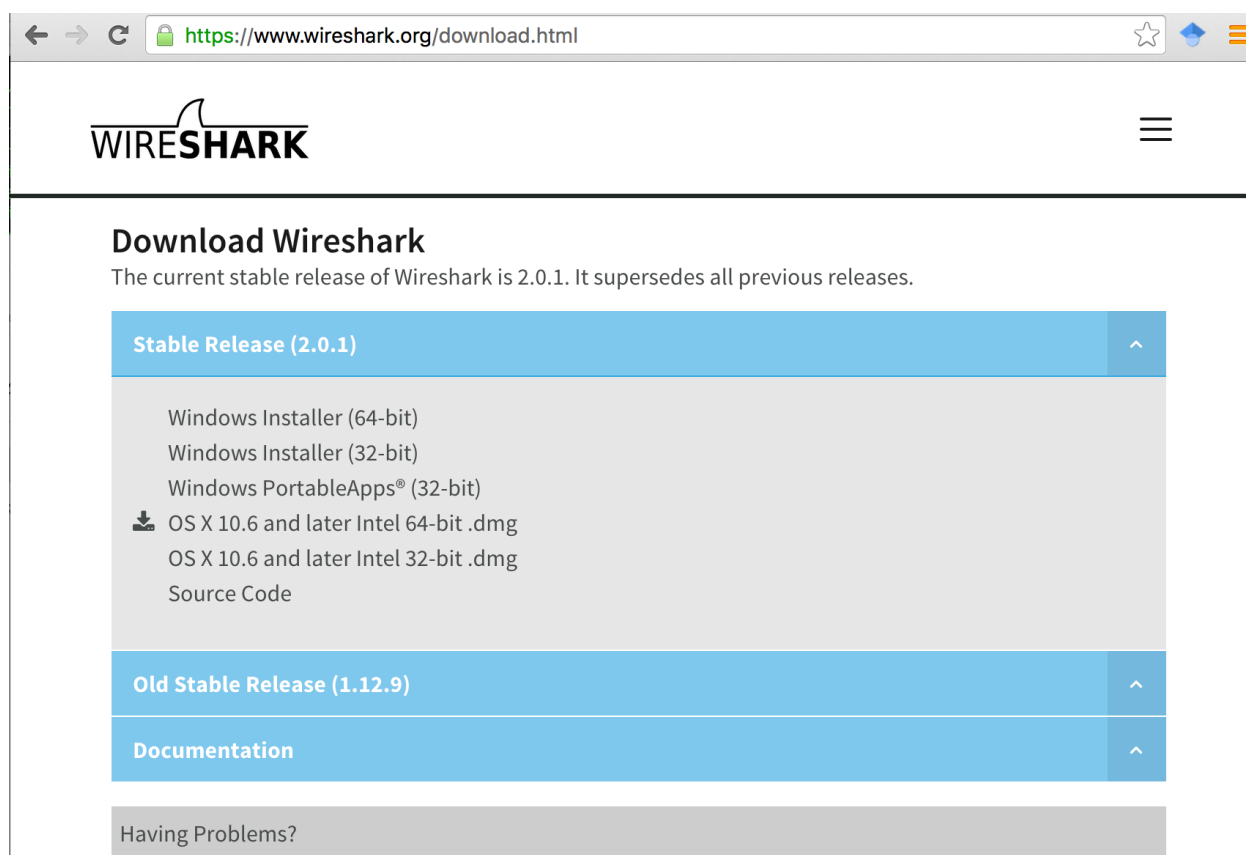 https://www.wireshark.org/download.html
WIRESHARK
Download Wireshark
The current stable release of Wireshark is 2.0.1. It supersedes all previous releases.
Stable Release (2.0.1)
Windows Installer (64-bit)
Windows Installer (32-bit)
Windows PortableApps® (32-bit)
OS X 10.6 and later Intel 64-bit .dmg
OS X 10.6 and later Intel 32-bit .dmg
Source Code
Old Stable Release (1.12.9)
Documentation
Having Problems?